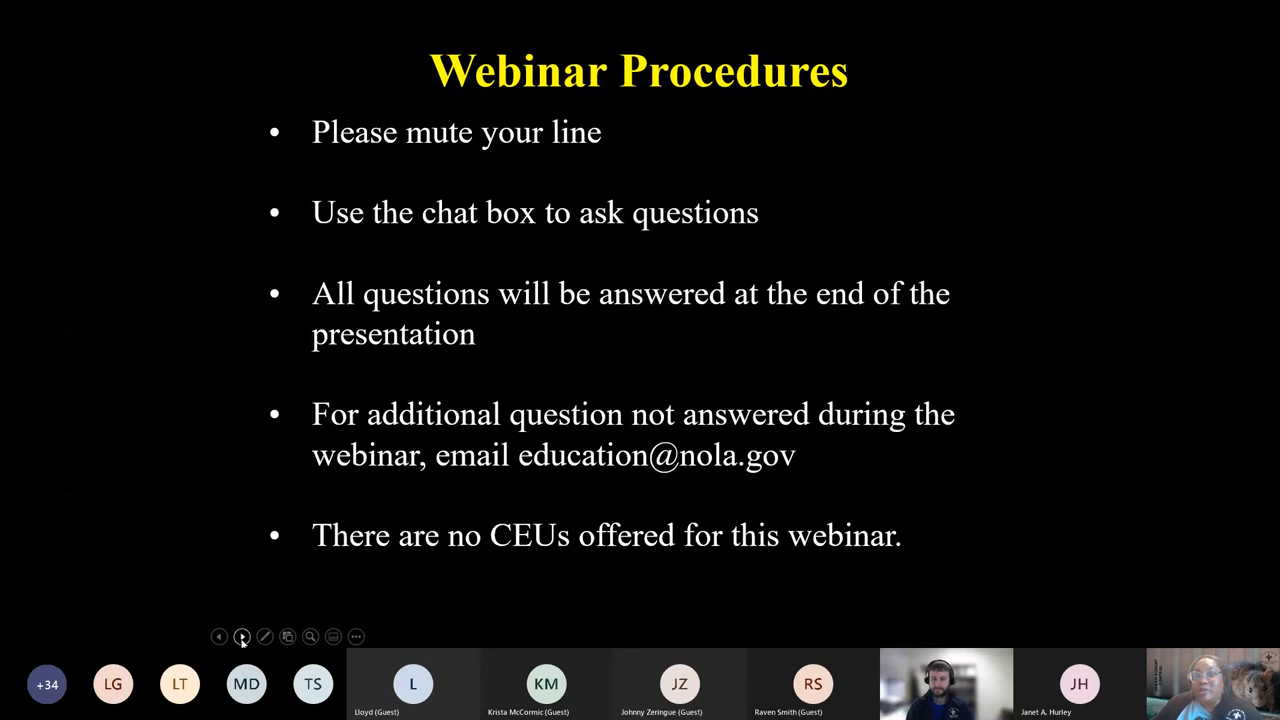 Webinar Procedures
• Please mute your line
• Use the chat box to ask questions
• All questions will be answered at the end of the
presentation
• For additional question not answered during the
webinar, email education@nola.gov
• There are no CEUs offered for this webinar.
+34
LG
LT
MD
TS
L
KM
JZ
RS
JH
Lloyd (Guest)
Krista McCormic (Guest)
Johnny Zeringue (Guest)
Raven Smith (Guest)
Janet A. Hurley